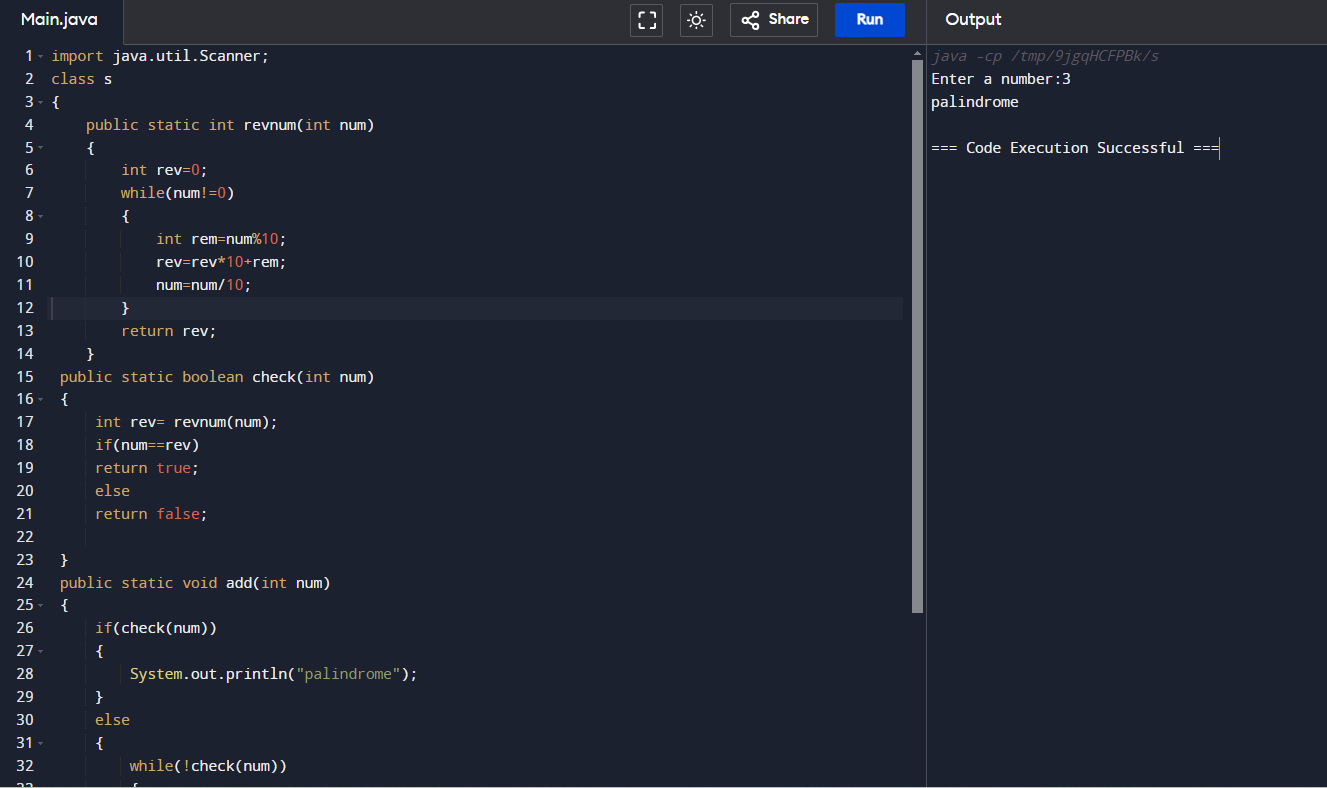 Main.java
Share
Run
Output
1 import java.util.Scanner;
2 class s
3 {
4     public static int revnum(int num)
5     {
6         int rev=0;
7         while(num!=0)
8         {
9             int rem=num%10;
10             rev=rev*10+rem;
11             num=num/10;
12         }
13         return rev;
14     }
15  public static boolean check(int num)
16  {
17      int rev= revnum(num);
18      if(num==rev)
19      return true;
20      else
21      return false;
22
23  }
24  public static void add(int num)
25  {
26      if(check(num))
27      {
28          System.out.println("palindrome");
29      }
30      else
31      {
32          while(!check(num))
java -cp /tmp/9jgqHCFPBk/s
Enter a number:3
palindrome
=== Code Execution Successful ===